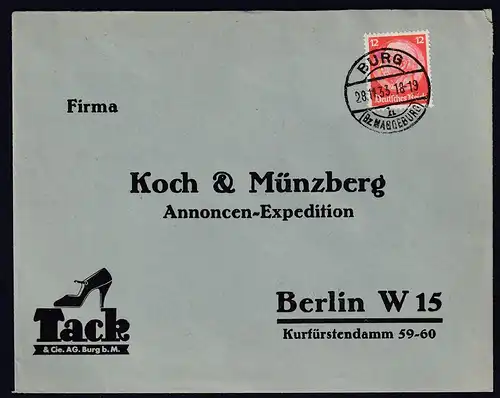 12 12
Deutsches Reich
BURG
28.11.33.18-19
h
(Bz MAGDEBURG)
Firma
Koch & Münzberg
Annoncen-Expedition
Berlin W 15
Kurfürstendamm 59-60
Tack
& Cie. AG. Burg b. M.